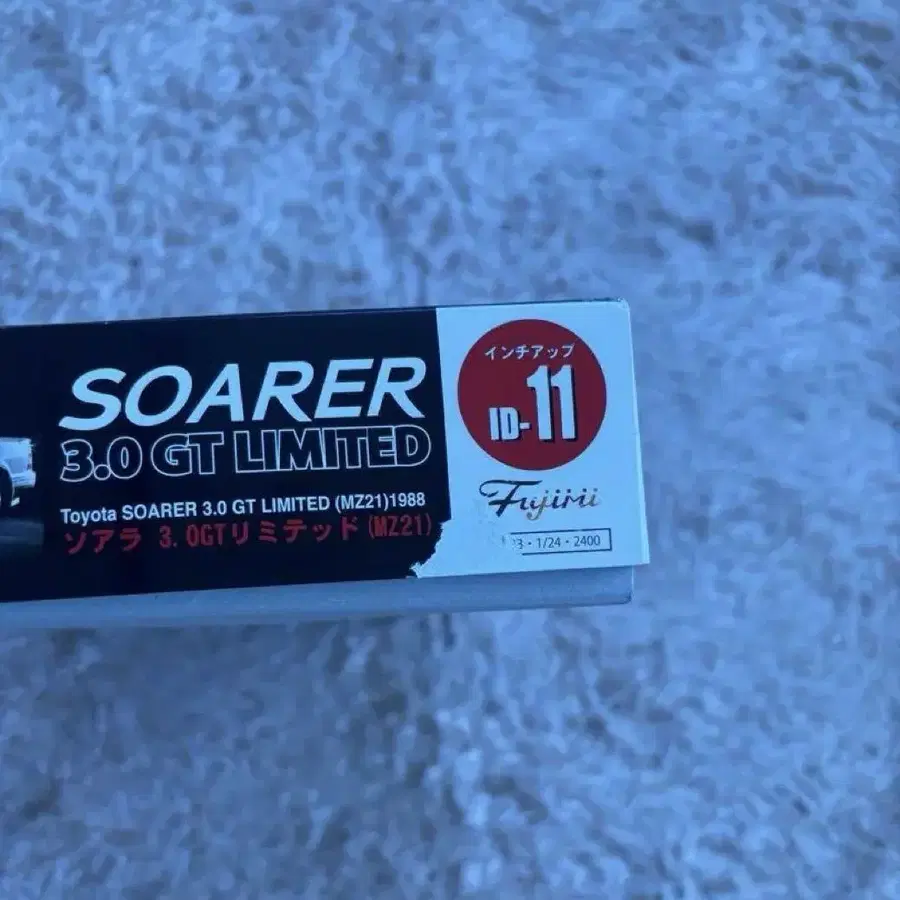 SOARER
3.0 GT LIMITED
Toyota SOARER 3.0 GT LIMITED (MZ21)1988
ソアラ 3.0GTリミテッド(MZ21)
インチアップ
ID-11
Fujimi
・1/24・2400